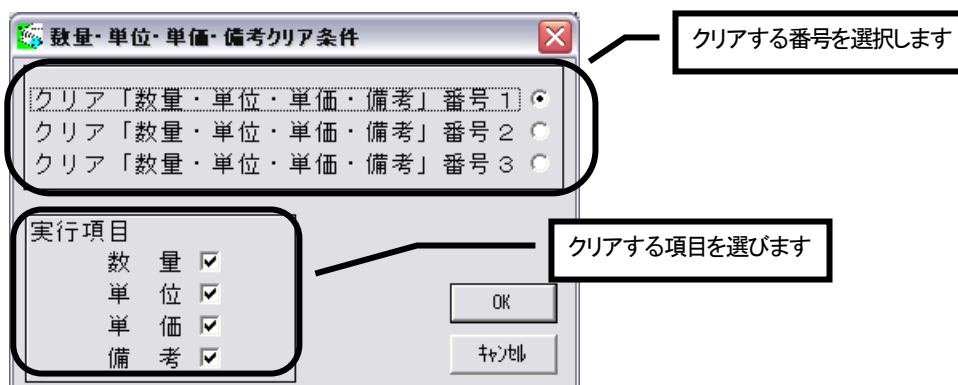 数量・単位・単価・備考クリア条件
クリアする番号を選択します
クリア「数量・単位・単価・備考」番号1
クリア「数量・単位・単価・備考」番号2
クリア「数量・単位・単価・備考」番号3
実行項目
数 量
単 位
単 価
備 考
クリアする項目を選びます
OK
ｷｬﾝｾﾙ